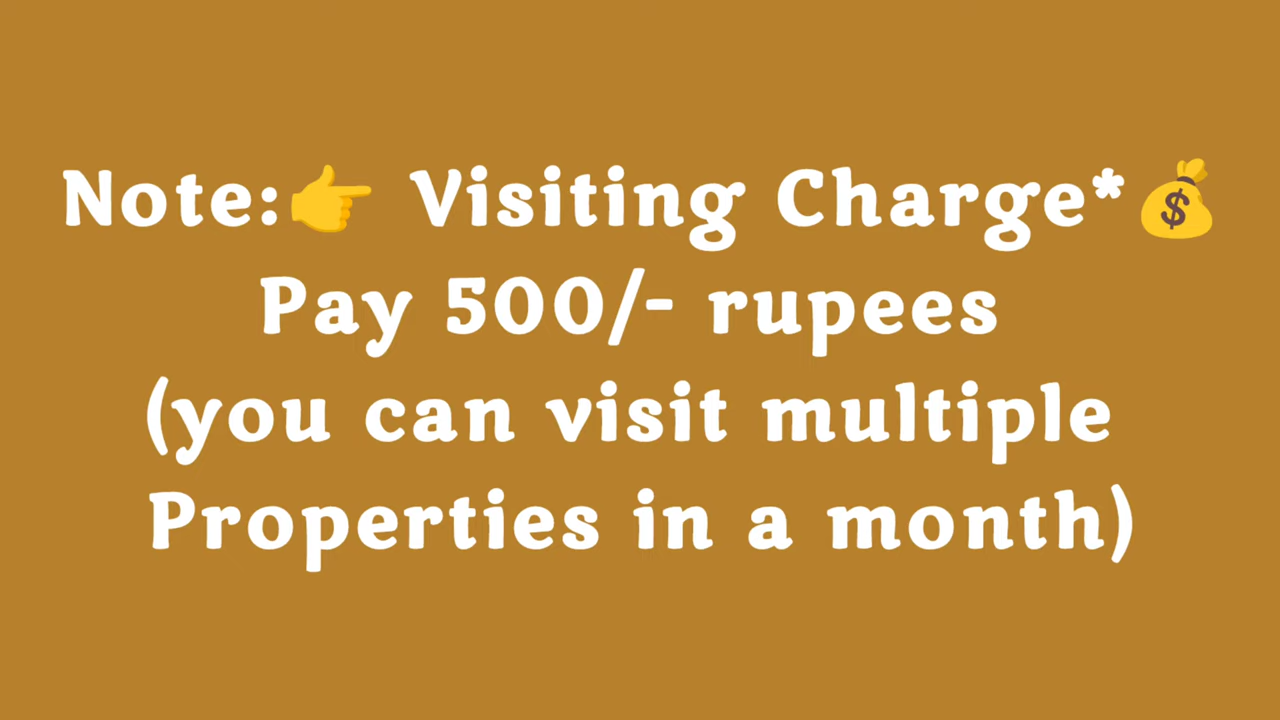 Note:👉 Visiting Charge*💰
Pay 500/- rupees
(you can visit multiple
Properties in a month)